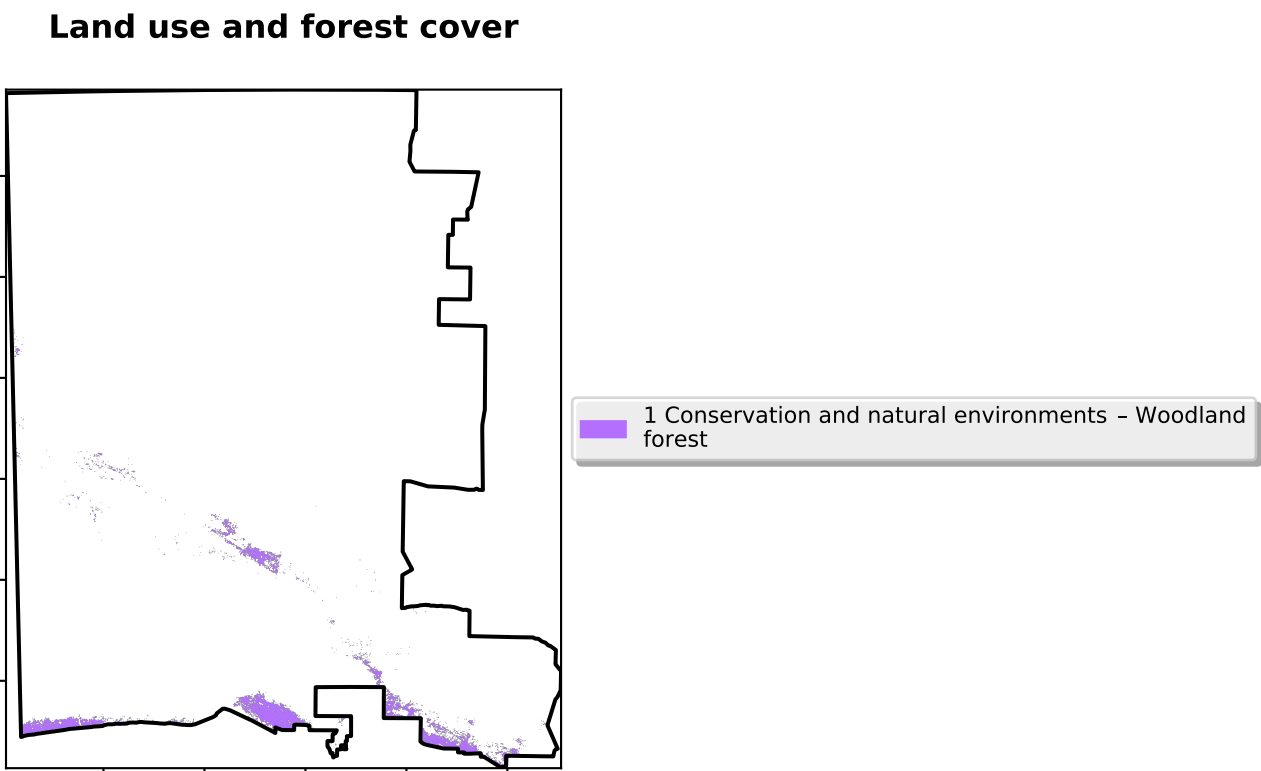 Land use and forest cover
1 Conservation and natural environments – Woodland
forest